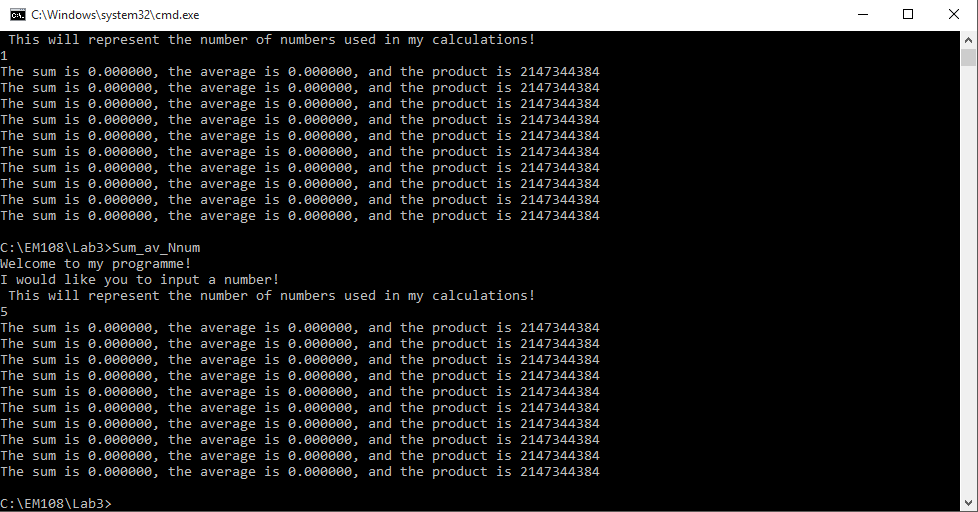 C:\Windows\system32\cmd.exe
 This will represent the number of numbers used in my calculations!
1
The sum is 0.000000, the average is 0.000000, and the product is 2147344384
The sum is 0.000000, the average is 0.000000, and the product is 2147344384
The sum is 0.000000, the average is 0.000000, and the product is 2147344384
The sum is 0.000000, the average is 0.000000, and the product is 2147344384
The sum is 0.000000, the average is 0.000000, and the product is 2147344384
The sum is 0.000000, the average is 0.000000, and the product is 2147344384
The sum is 0.000000, the average is 0.000000, and the product is 2147344384
The sum is 0.000000, the average is 0.000000, and the product is 2147344384
The sum is 0.000000, the average is 0.000000, and the product is 2147344384
The sum is 0.000000, the average is 0.000000, and the product is 2147344384
C:\EM108\Lab3>Sum_av_Nnum
Welcome to my programme!
I would like you to input a number!
 This will represent the number of numbers used in my calculations!
5
The sum is 0.000000, the average is 0.000000, and the product is 2147344384
The sum is 0.000000, the average is 0.000000, and the product is 2147344384
The sum is 0.000000, the average is 0.000000, and the product is 2147344384
The sum is 0.000000, the average is 0.000000, and the product is 2147344384
The sum is 0.000000, the average is 0.000000, and the product is 2147344384
The sum is 0.000000, the average is 0.000000, and the product is 2147344384
The sum is 0.000000, the average is 0.000000, and the product is 2147344384
The sum is 0.000000, the average is 0.000000, and the product is 2147344384
The sum is 0.000000, the average is 0.000000, and the product is 2147344384
The sum is 0.000000, the average is 0.000000, and the product is 2147344384
C:\EM108\Lab3>